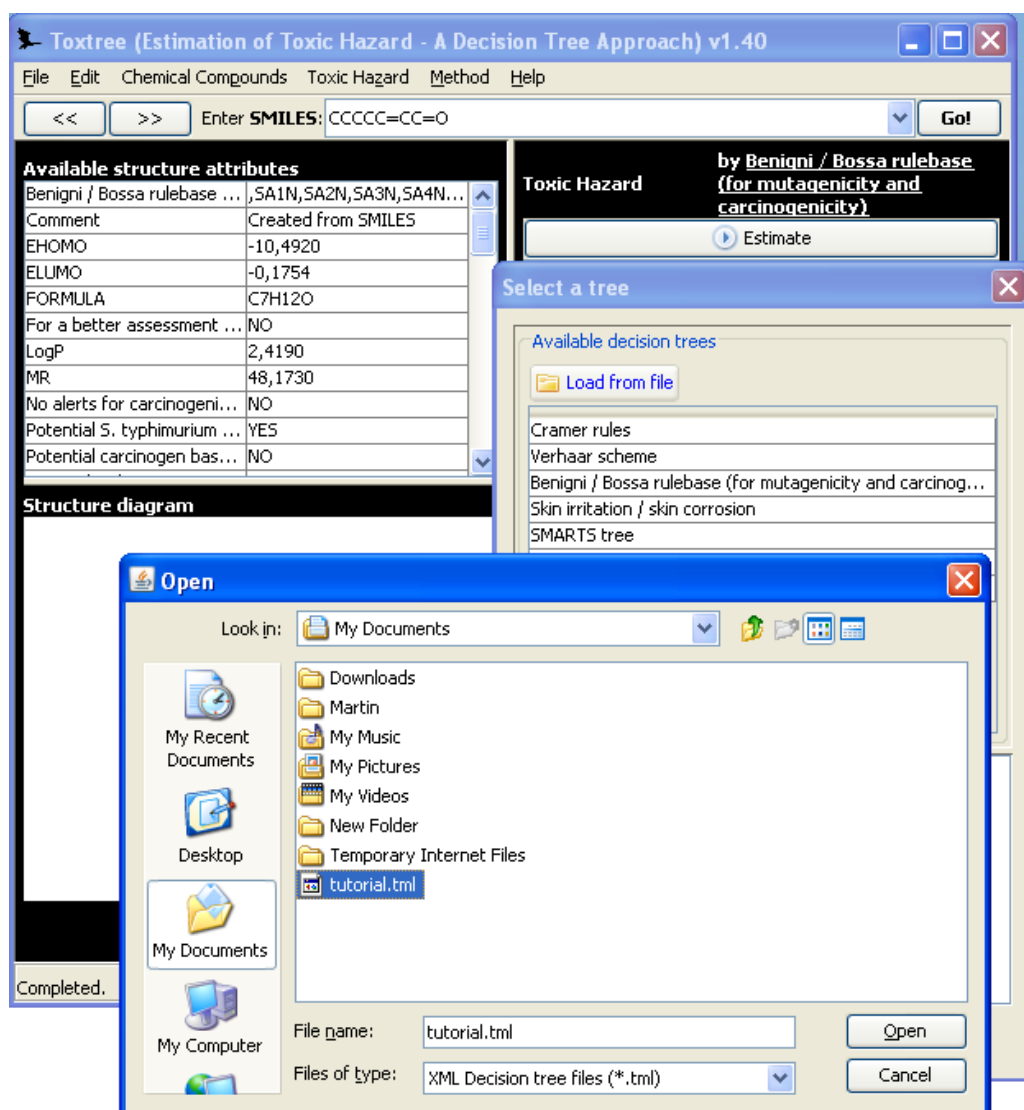 Toxtree (Estimation of Toxic Hazard - A Decision Tree Approach) v1.40
File Edit Chemical Compounds Toxic Hazard Method Help
<< >> Enter SMILES: CCCCC=CC=O Go!
Available structure attributes
Benigni / Bossa rulebase ... ,SA1N,SA2N,SA3N,SA4N...
Comment Created from SMILES
EHOMO -10,4920
ELUMO -0,1754
FORMULA C7H12O
For a better assessment ... NO
LogP 2,4190
MR 48,1730
No alerts for carcinogeni... NO
Potential S. typhimurium ... YES
Potential carcinogen bas... NO
Structure diagram
Toxic Hazard
by Benigni / Bossa rulebase
(for mutagenicity and
carcinogenicity)
Estimate
Select a tree
Available decision trees
Load from file
Cramer rules
Verhaar scheme
Benigni / Bossa rulebase (for mutagenicity and carcinog...
Skin irritation / skin corrosion
SMARTS tree
Open
Look in: My Documents
My Recent
Documents
Desktop
My Documents
My Computer
Downloads
Martin
My Music
My Pictures
My Videos
New Folder
Temporary Internet Files
tutorial.tml
File name: tutorial.tml Open
Files of type: XML Decision tree files (*.tml) Cancel
Completed.